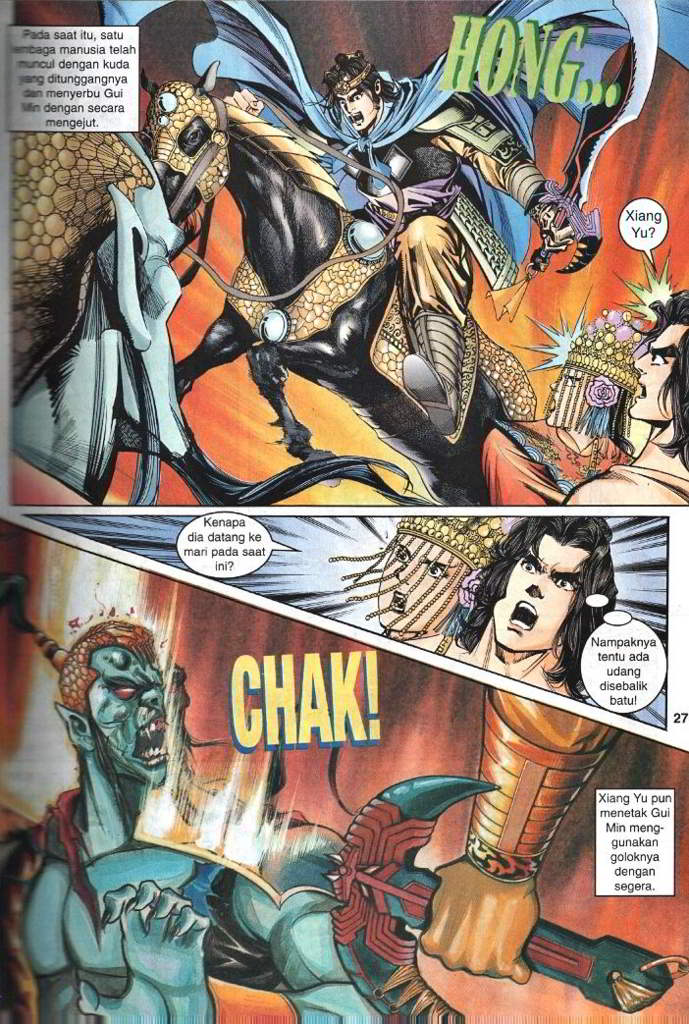 Pada saat itu, satu
lembaga manusia telah
muncul dengan kuda
yang ditunggangnya
dan menyerbu Gui
Min dengan secara
mengejut.
HONG...
Xiang
Yu?
Kenapa
dia datang ke
mari pada saat
ini?
Nampaknya
tentu ada
udang
disebalik
batu!
27
CHAK!
Xiang Yu pun
menetak Gui
Min meng-
gunakan
goloknya
dengan
segera.